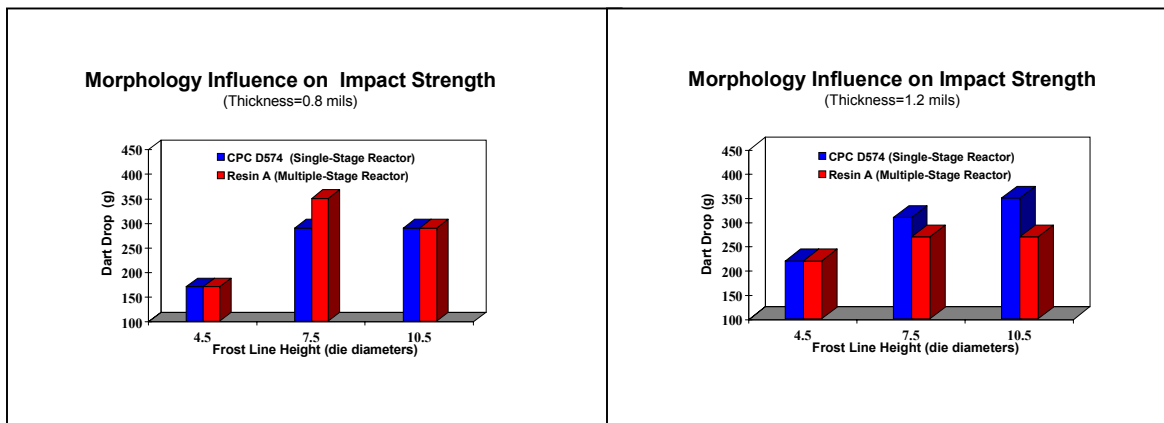 Morphology Influence on Impact Strength
(Thickness=0.8 mils)
450
400
350
300
250
200
150
100
Dart Drop (g)
CPC D574 (Single-Stage Reactor)
Resin A (Multiple-Stage Reactor)
4.5 7.5 10.5
Frost Line Height (die diameters)
Morphology Influence on Impact Strength
(Thickness=1.2 mils)
450
400
350
300
250
200
150
100
Dart Drop (g)
CPC D574 (Single-Stage Reactor)
Resin A (Multiple-Stage Reactor)
4.5 7.5 10.5
Frost Line Height (die diameters)